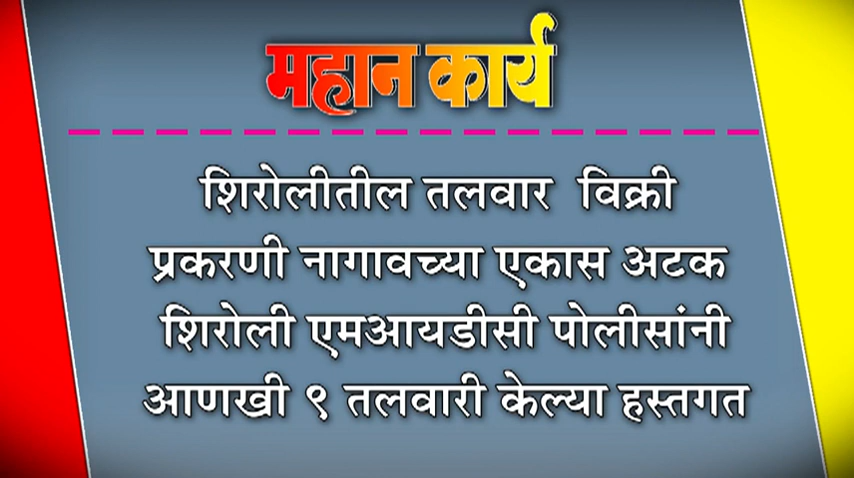 महान कार्य
शिरोलीतील तलवार विक्री
प्रकरणी नागावच्या एकास अटक
शिरोली एमआयडीसी पोलीसांनी
आणखी ९ तलवारी केल्या हस्तगत